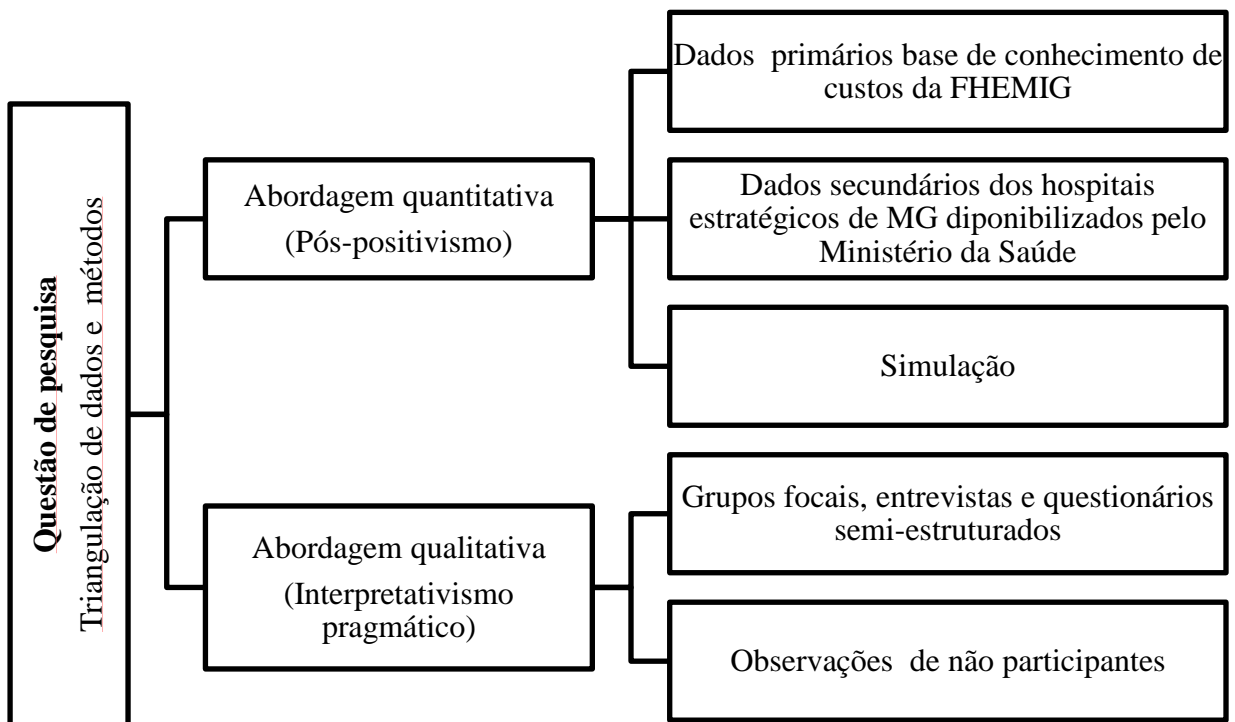 Questão de pesquisa
Triangulação de dados e métodos
Abordagem quantitativa
(Pós-positivismo)
Dados primários base de conhecimento de
custos da FHEMIG
Dados secundários dos hospitais
estratégicos de MG diponibilizados pelo
Ministério da Saúde
Simulação
Abordagem qualitativa
(Interpretativismo
pragmático)
Grupos focais, entrevistas e questionários
semi-estruturados
Observações de não participantes